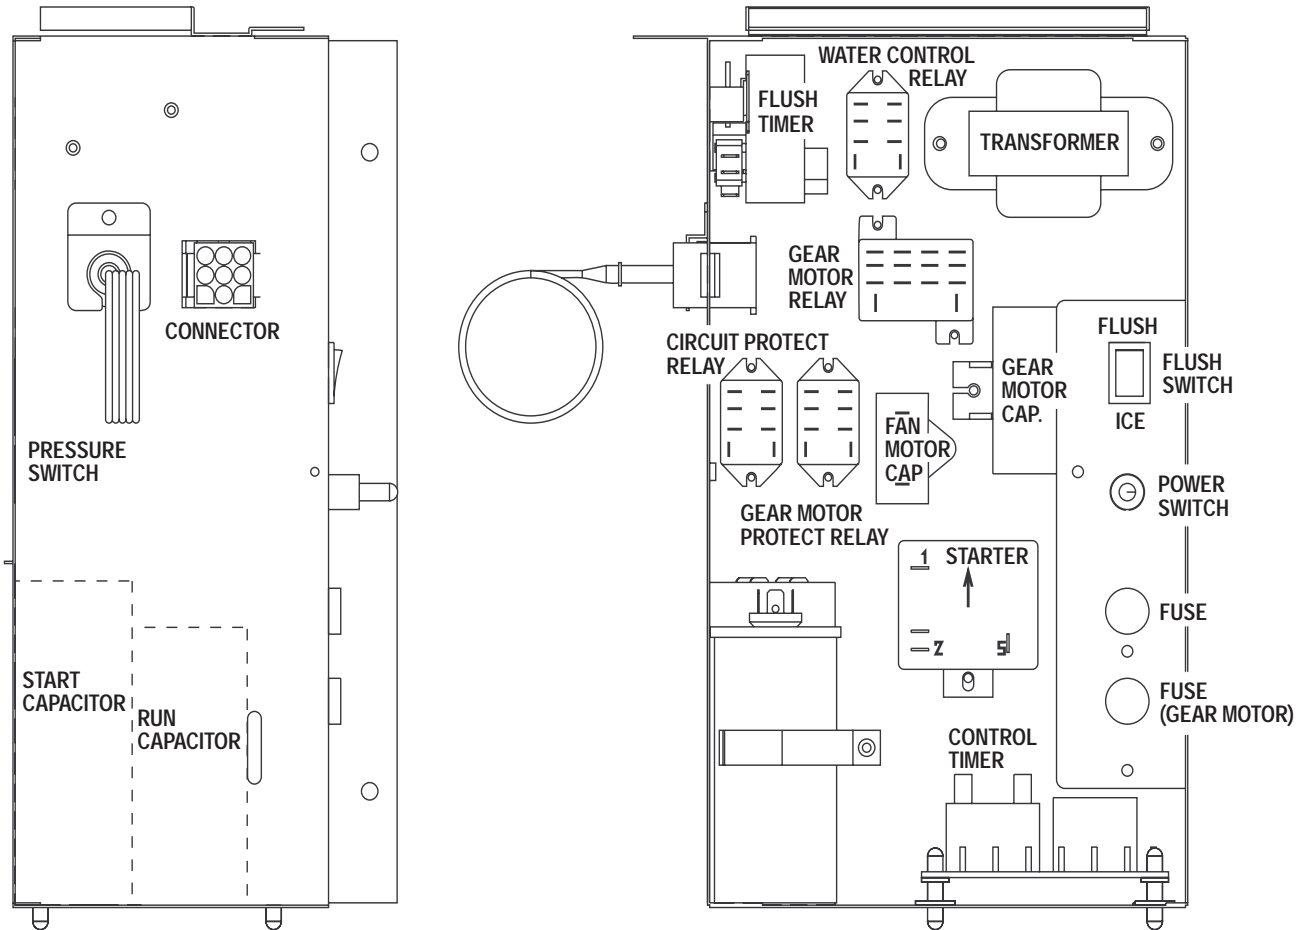 CONNECTOR
PRESSURE
SWITCH
START
CAPACITOR
RUN
CAPACITOR
WATER CONTROL
RELAY
FLUSH
TIMER
TRANSFORMER
GEAR
MOTOR
RELAY
CIRCUIT PROTECT
RELAY
GEAR
MOTOR
CAP.
FLUSH
FLUSH
SWITCH
ICE
FAN
MOTOR
CAP
POWER
SWITCH
GEAR MOTOR
PROTECT RELAY
1 STARTER
2
5
FUSE
FUSE
(GEAR MOTOR)
CONTROL
TIMER